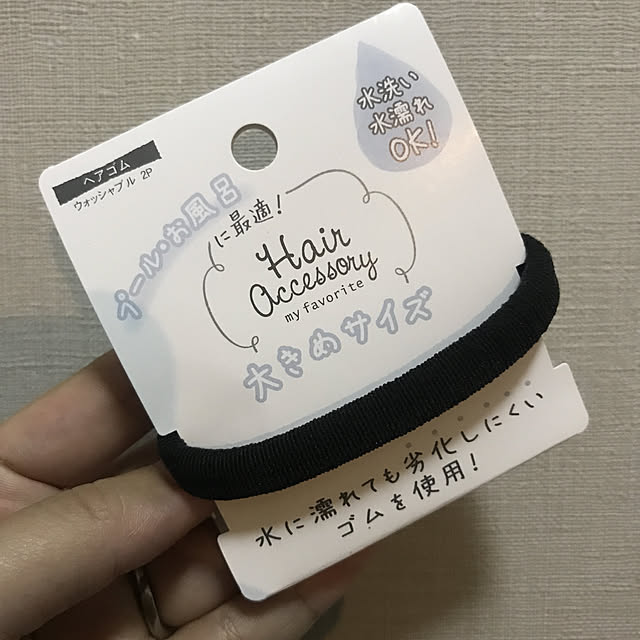 ヘアゴム
ウォッシャブル 2P
水洗い
水濡れ
OK!
プール・お風呂
に最適!
Hair
Accessory
my favorite
大きめサイズ
水に濡れても劣化しにくい
ゴムを使用!